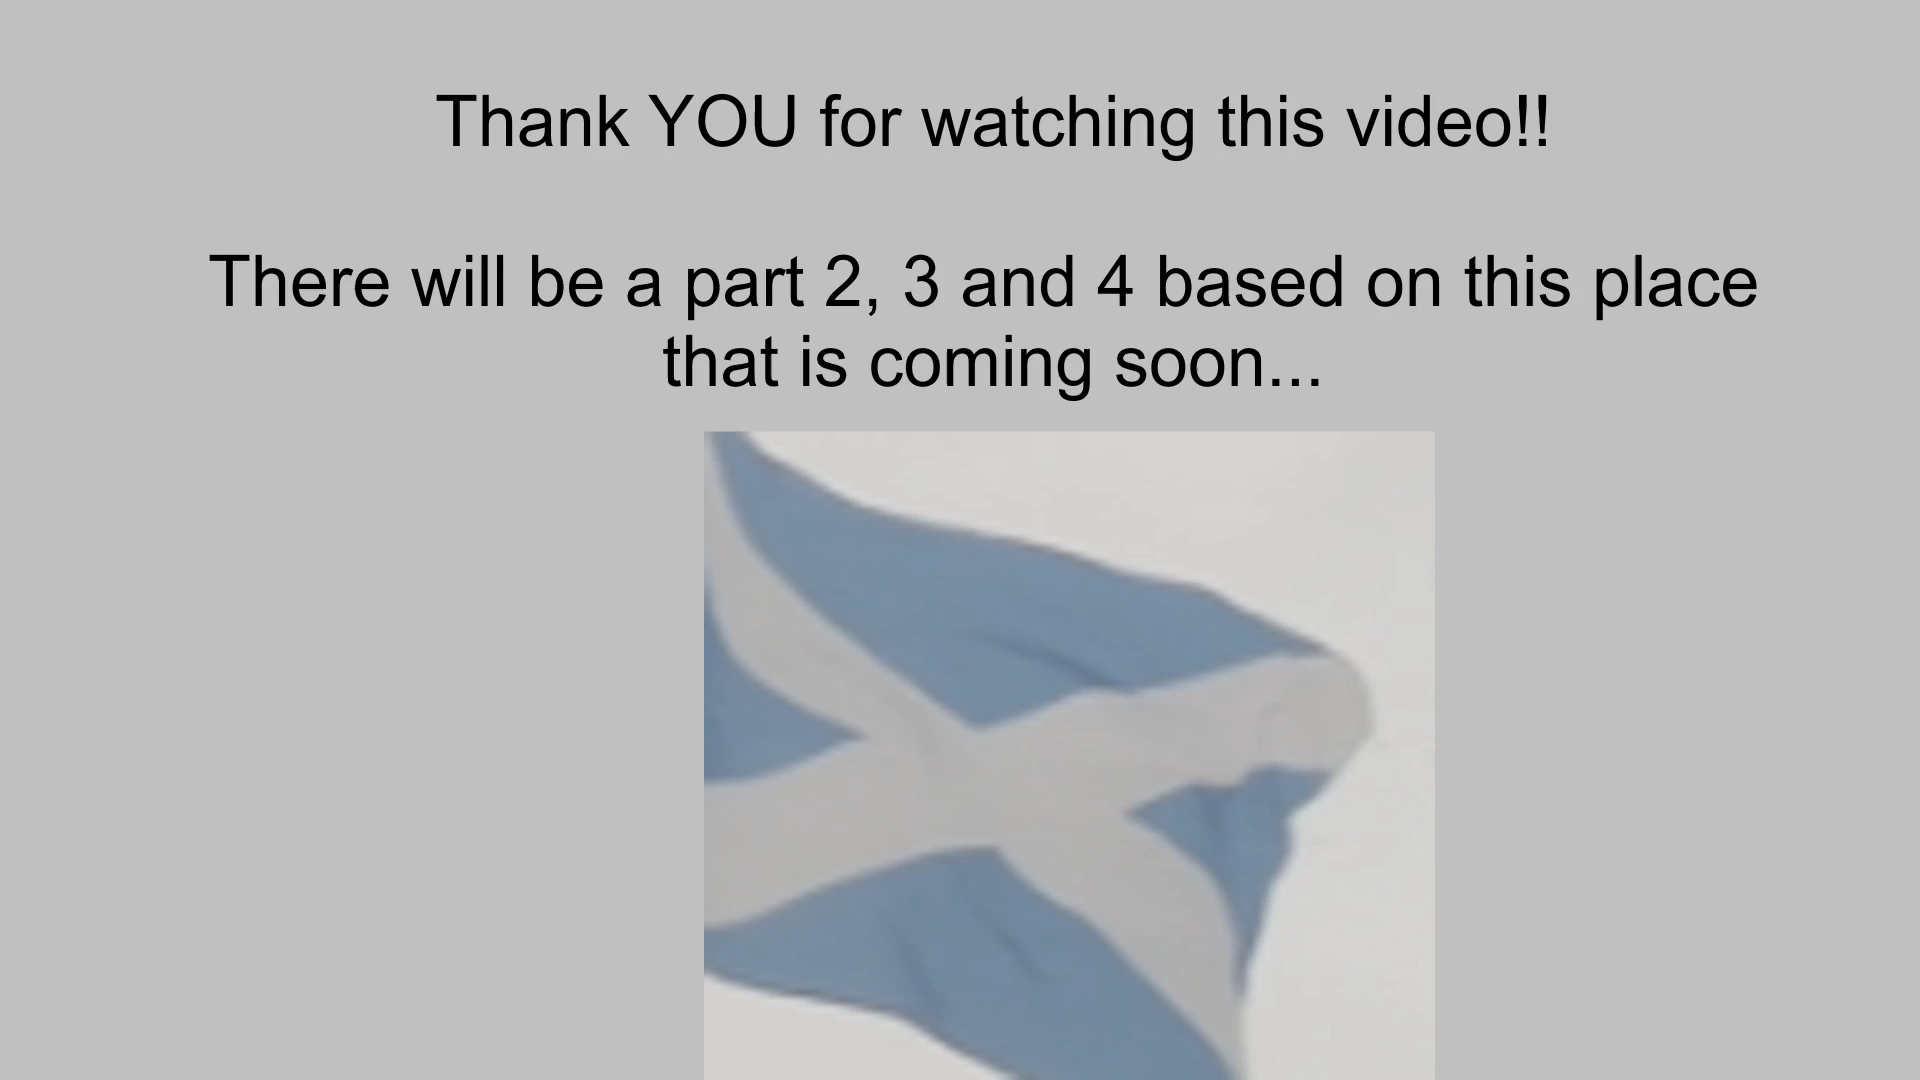 Thank YOU for watching this video!!
There will be a part 2, 3 and 4 based on this place
that is coming soon...